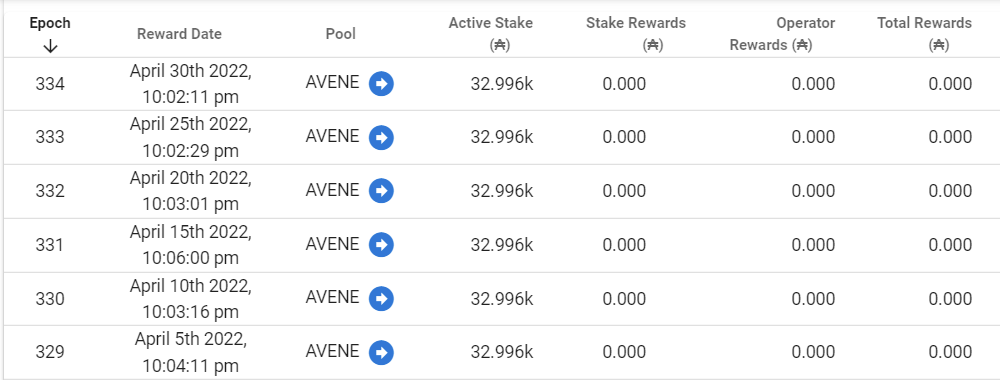 Epoch Reward Date Pool Active Stake (₳) Stake Rewards (₳) Operator Rewards (₳) Total Rewards (₳)
334 April 30th 2022, 10:02:11 pm AVENE 32.996k 0.000 0.000 0.000
333 April 25th 2022, 10:02:29 pm AVENE 32.996k 0.000 0.000 0.000
332 April 20th 2022, 10:03:01 pm AVENE 32.996k 0.000 0.000 0.000
331 April 15th 2022, 10:06:00 pm AVENE 32.996k 0.000 0.000 0.000
330 April 10th 2022, 10:03:16 pm AVENE 32.996k 0.000 0.000 0.000
329 April 5th 2022, 10:04:11 pm AVENE 32.996k 0.000 0.000 0.000